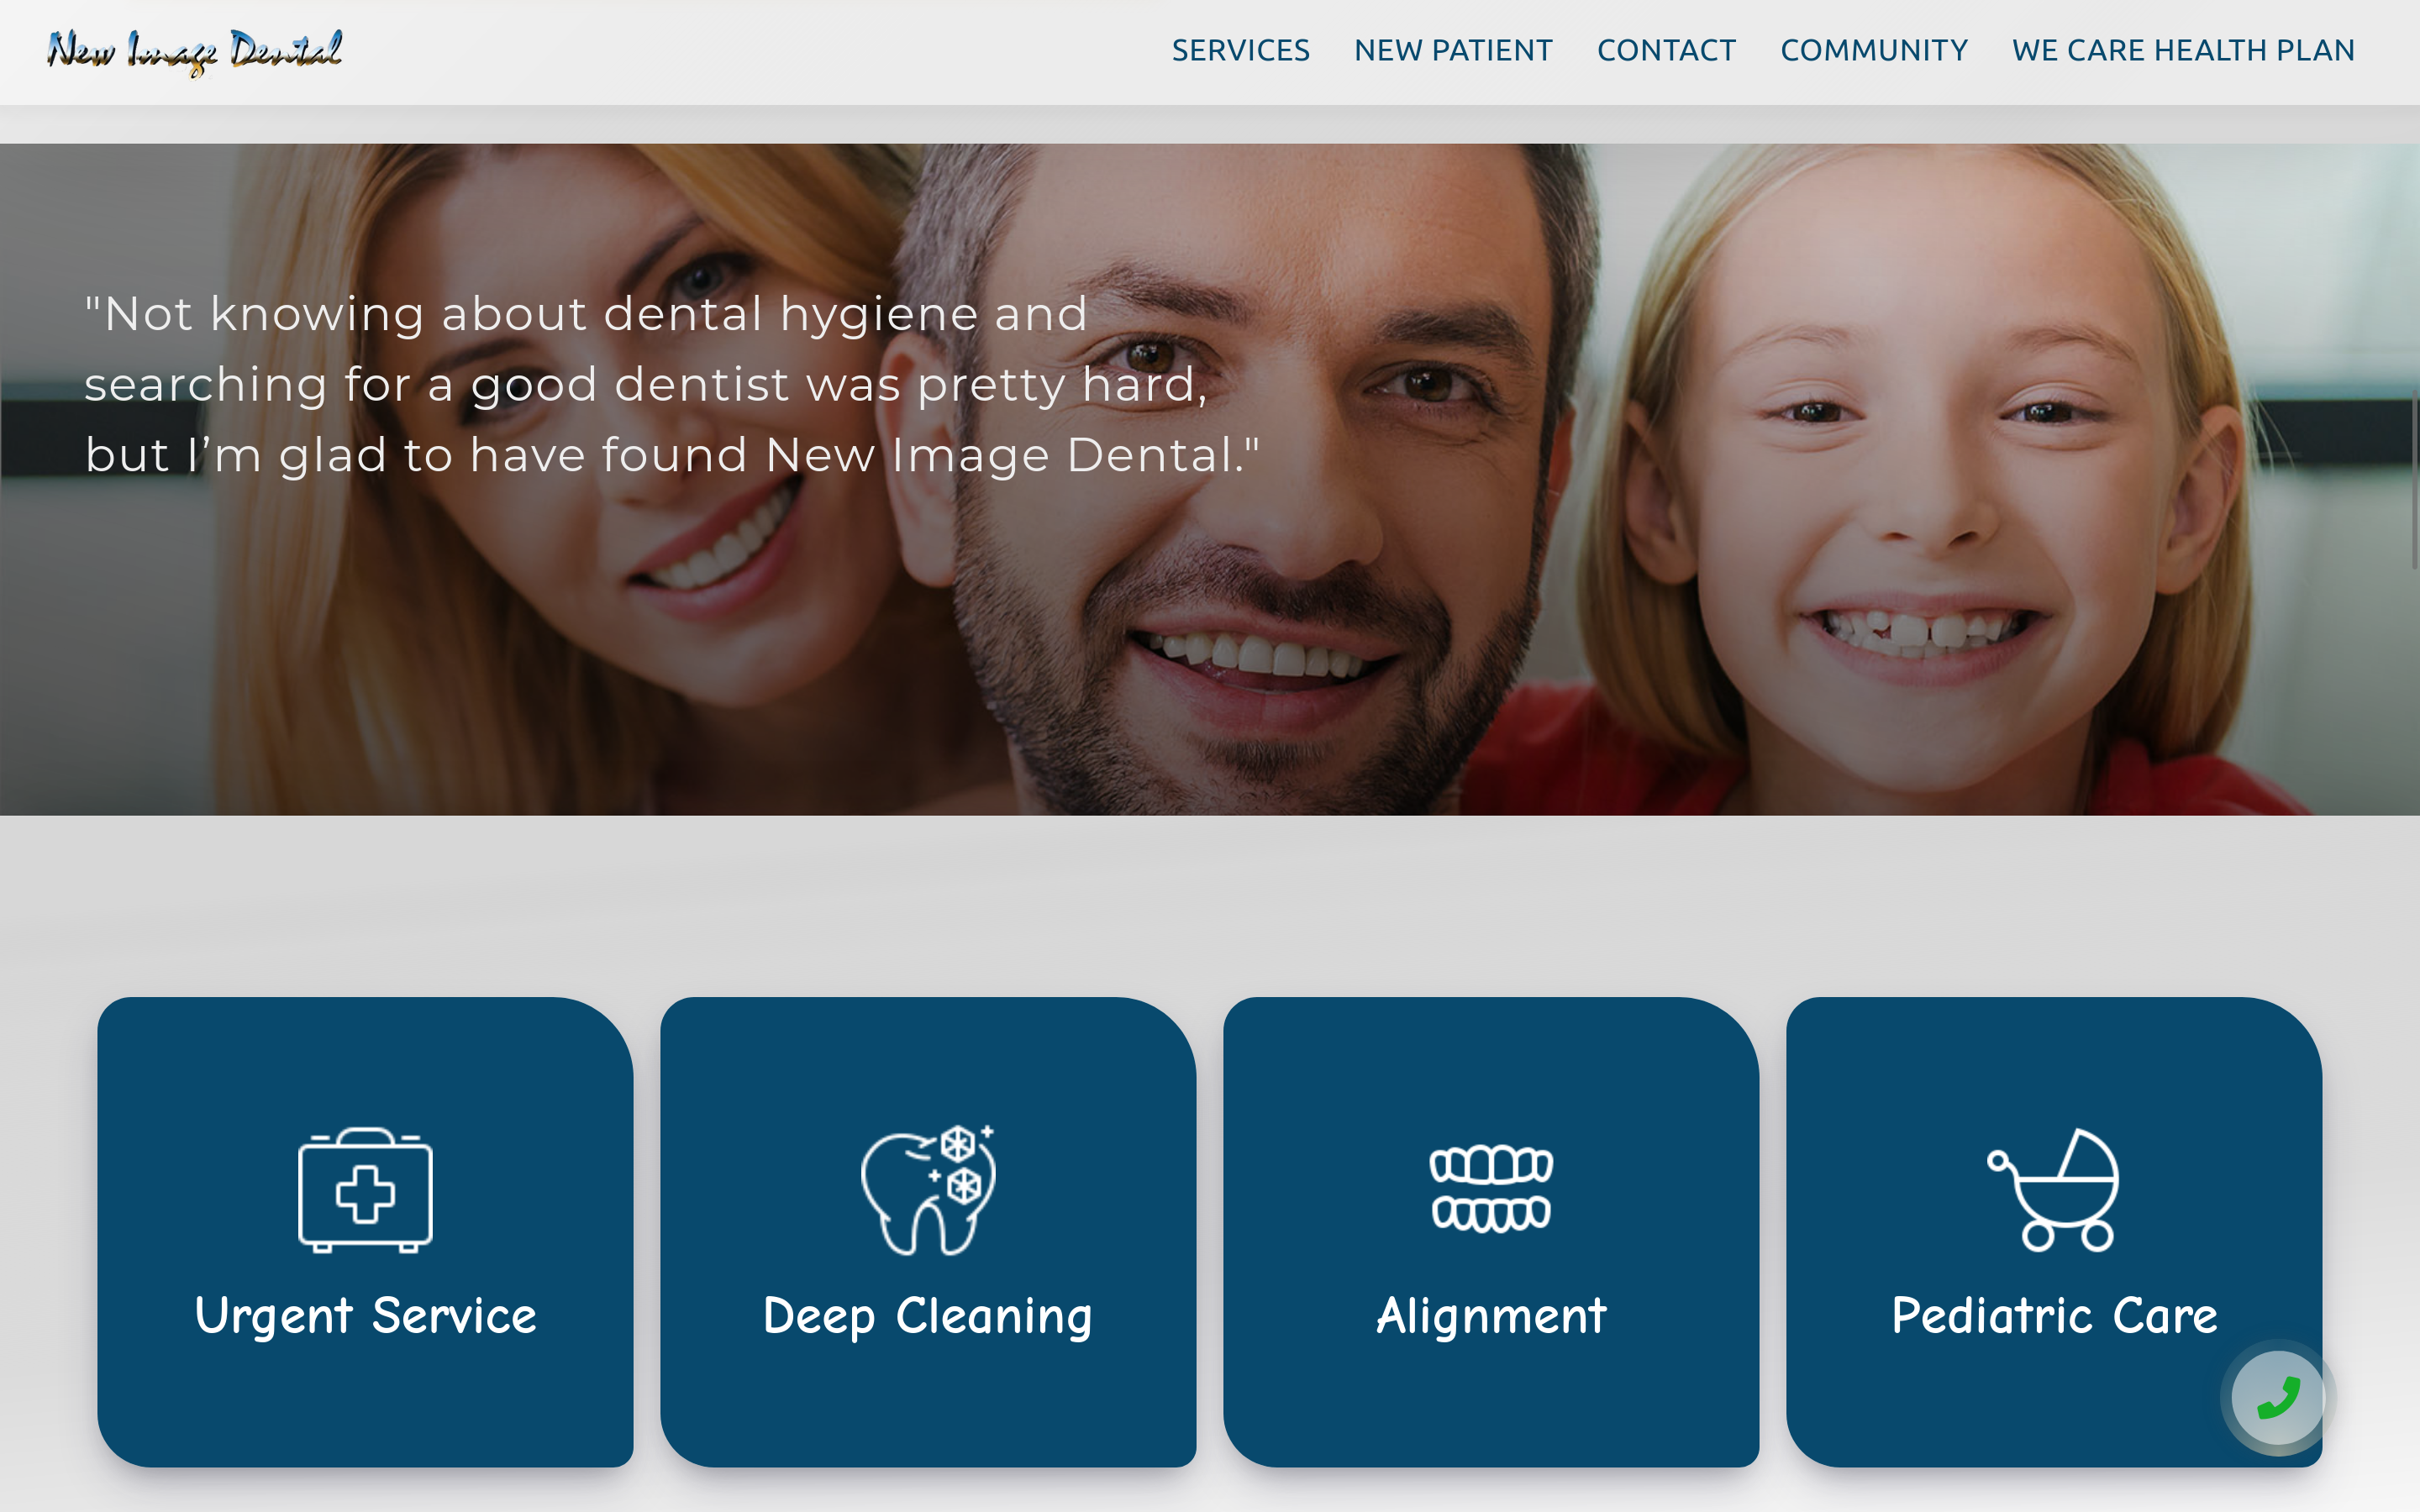 New Image Dental
SERVICES NEW PATIENT CONTACT COMMUNITY WE CARE HEALTH PLAN
"Not knowing about dental hygiene and
searching for a good dentist was pretty hard,
but I’m glad to have found New Image Dental."
Urgent Service
Deep Cleaning
Alignment
Pediatric Care